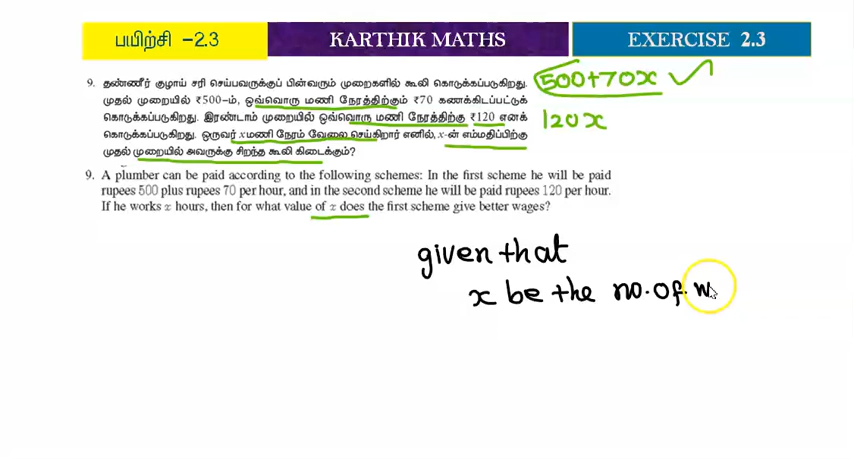 பயிற்சி -2.3
KARTHIK MATHS
EXERCISE 2.3
9. தண்ணீர் குழாய் சரி செய்பவருக்குப் பின்வரும் முறைகளில் கூலி கொடுக்கப்படுகிறது.
முதல் முறையில் ₹500-ம், ஒவ்வொரு மணி நேரத்திற்கும் ₹70 கணக்கிடப்பட்டுக்
கொடுக்கப்படுகிறது. இரண்டாம் முறையில் ஒவ்வொரு மணி நேரத்திற்கு ₹120 எனக்
கொடுக்கப்படுகிறது. ஒருவர் x மணி நேரம் வேலை செய்கிறார் எனில், x-ன் எம்மதிப்பிற்கு
முதல் முறையில் அவருக்கு சிறந்த கூலி கிடைக்கும்?
500+70x
120x
9. A plumber can be paid according to the following schemes: In the first scheme he will be paid
rupees 500 plus rupees 70 per hour, and in the second scheme he will be paid rupees 120 per hour.
If he works x hours, then for what value of x does the first scheme give better wages?
given that
x be the no. of w